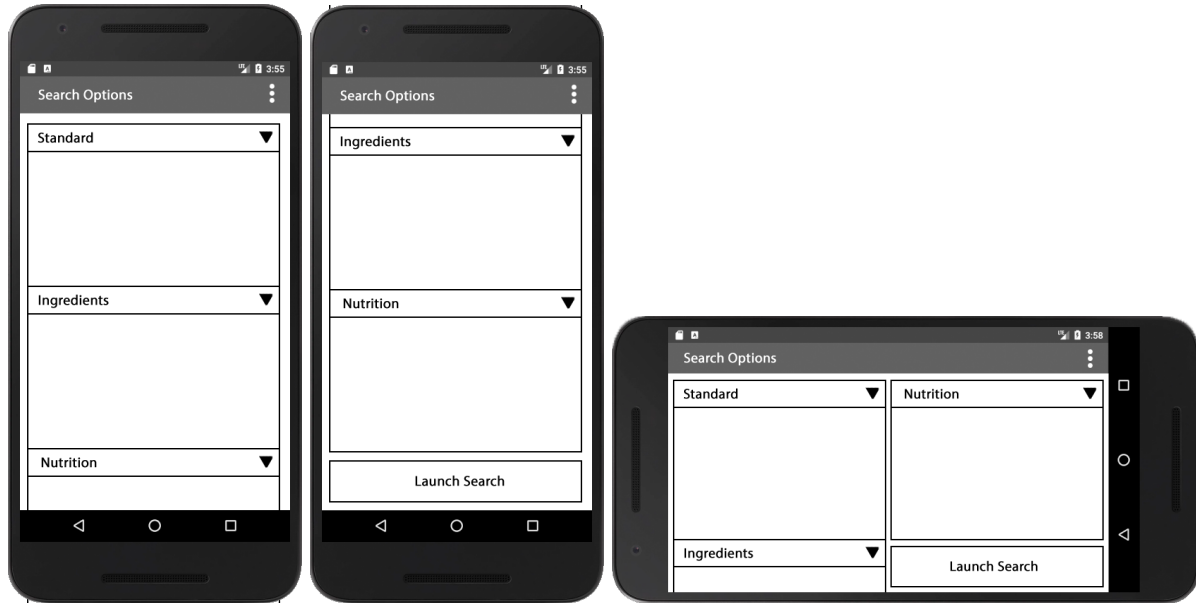 3:55
Search Options
Standard
Ingredients
Nutrition
3:55
Search Options
Ingredients
Nutrition
Launch Search
3:58
Search Options
Standard
Nutrition
Ingredients
Launch Search